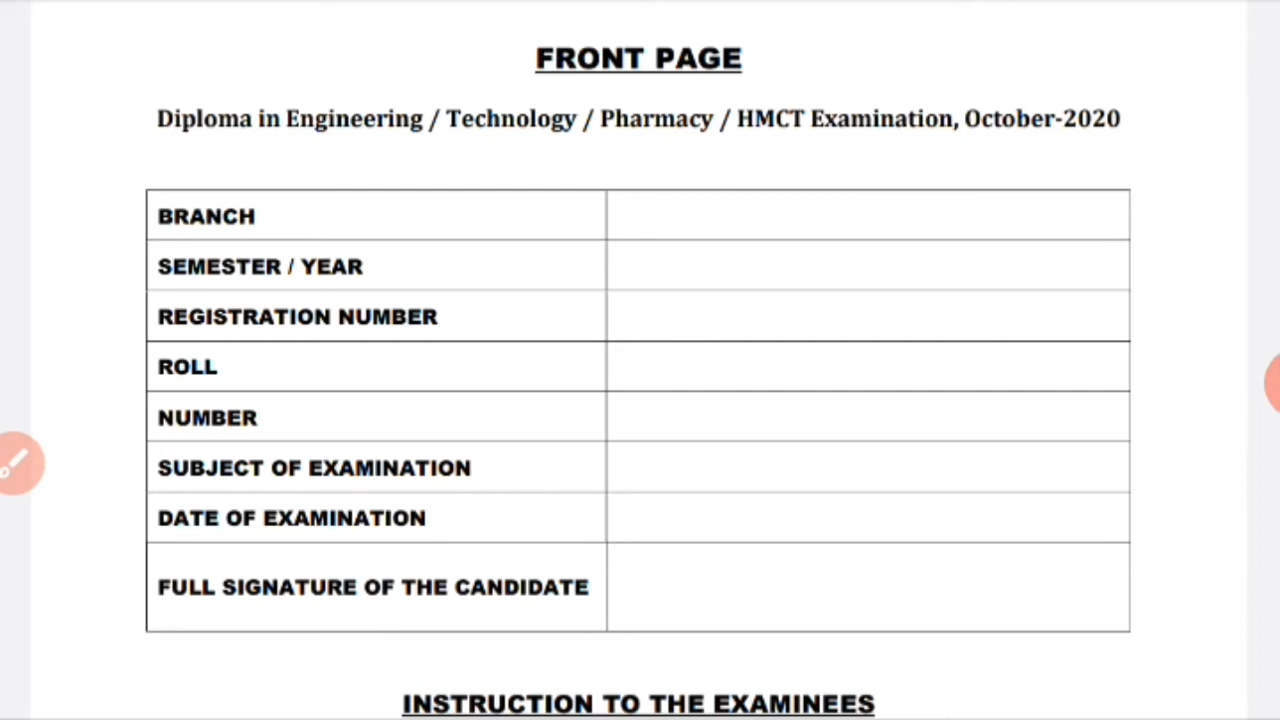 FRONT PAGE
Diploma in Engineering / Technology / Pharmacy / HMCT Examination, October-2020
BRANCH
SEMESTER / YEAR
REGISTRATION NUMBER
ROLL
NUMBER
SUBJECT OF EXAMINATION
DATE OF EXAMINATION
FULL SIGNATURE OF THE CANDIDATE
INSTRUCTION TO THE EXAMINEES